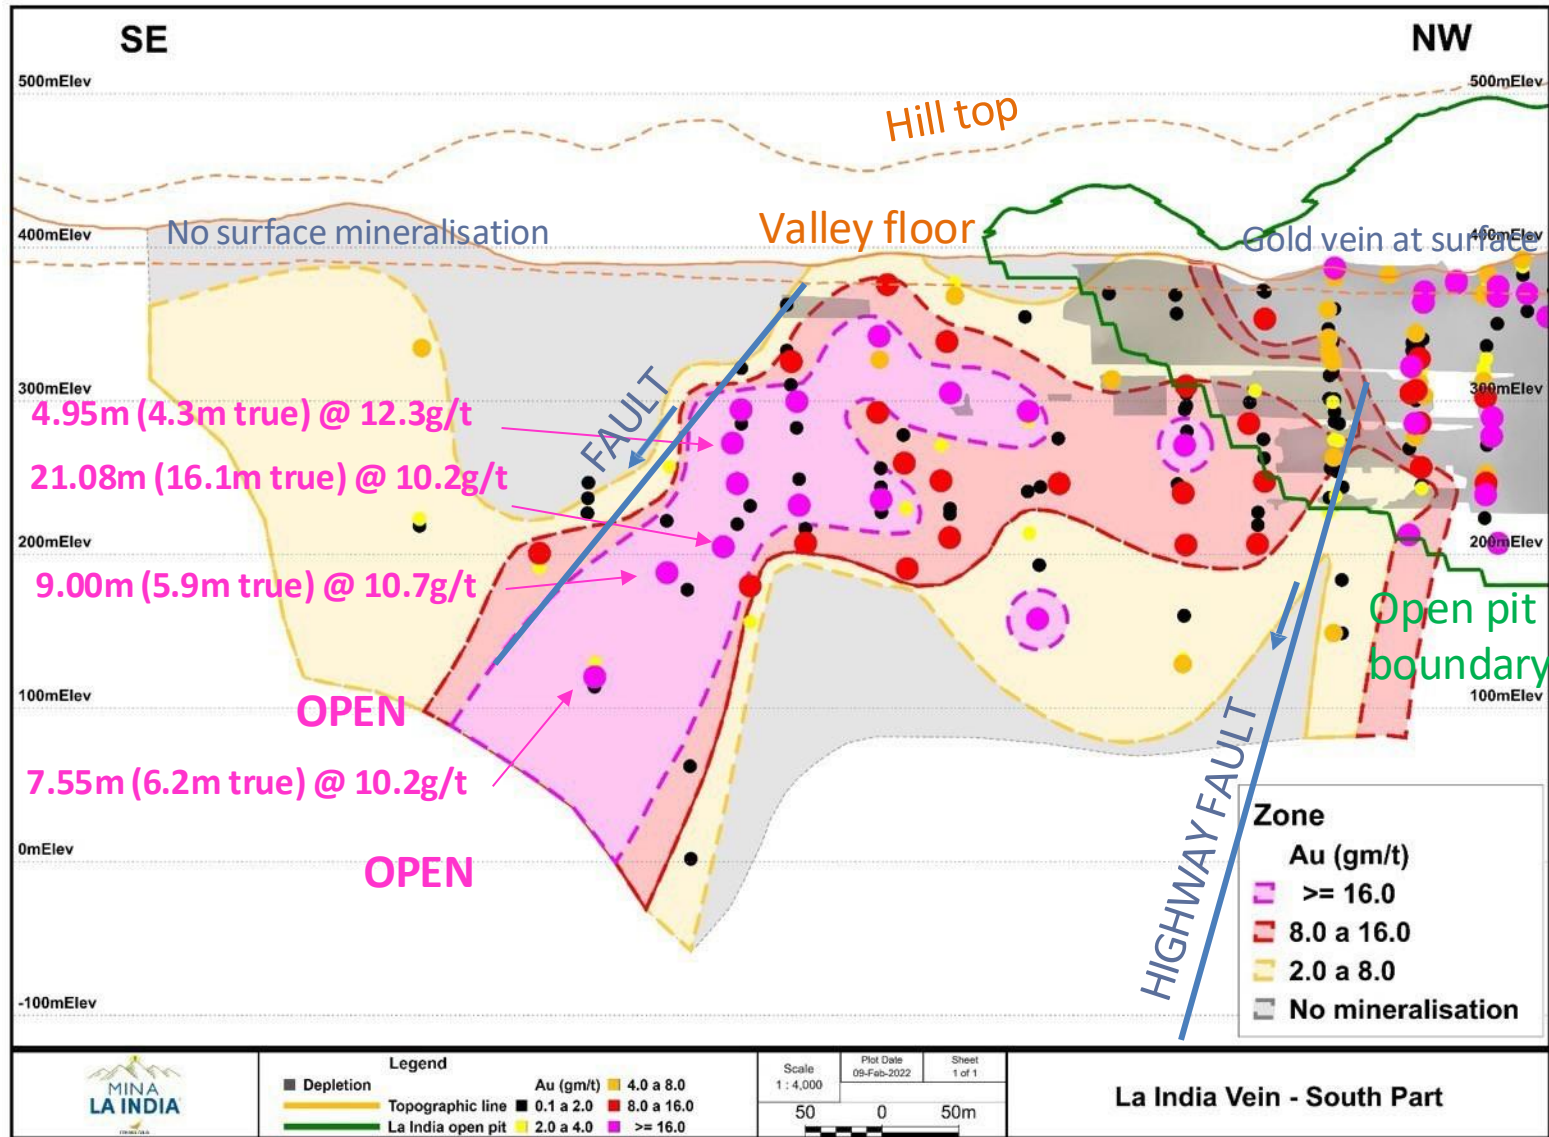 SE
NW
500mElev
500mElev
Hill top
No surface mineralisation
Valley floor
400mElev
400mElev
Gold vein at surface
300mElev
300mElev
4.95m (4.3m true) @ 12.3g/t
FAULT
21.08m (16.1m true) @ 10.2g/t
200mElev
200mElev
9.00m (5.9m true) @ 10.7g/t
Open pit
boundary
100mElev
100mElev
OPEN
7.55m (6.2m true) @ 10.2g/t
HIGHWAY FAULT
0mElev
OPEN
-100mElev
Zone
Au (gm/t)
>= 16.0
8.0 a 16.0
2.0 a 8.0
No mineralisation
MINA
LA INDIA
Legend
Depletion
Topographic line
La India open pit
Au (gm/t)
0.1 a 2.0
2.0 a 4.0
4.0 a 8.0
8.0 a 16.0
>= 16.0
Scale
1 : 4,000
Plot Date
09-Feb-2022
Sheet
1 of 1
50 0 50m
La India Vein - South Part